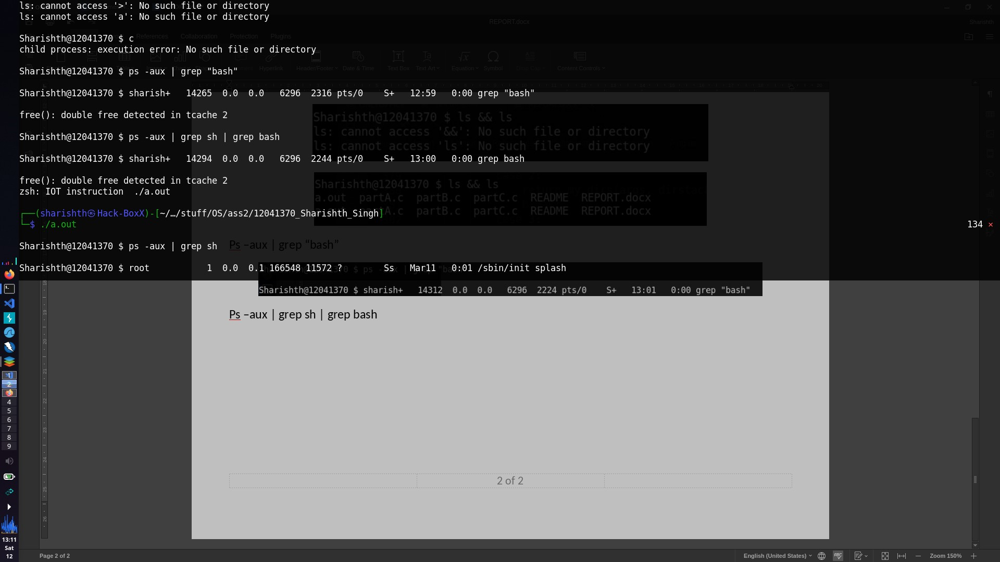 ls: cannot access '>': No such file or directory
ls: cannot access 'a': No such file or directory
REPORT.docx
Sharishth
References Collaboration Protection Plugins
Sharishth@12041370 $ c
child process: execution error: No such file or directory
Hyperlink Header/Footer Date & Time Text Box Text Art Equation Symbol Content Controls
Sharishth@12041370 $ ps -aux | grep "bash"
Sharishth@12041370 $ sharish+   14265  0.0  0.0   6296  2316 pts/0    S+   12:59   0:00 grep "bash"
free(): double free detected in tcache 2
Sharishth@12041370 $ ls && ls
ls: cannot access '&&': No such file or directory
ls: cannot access 'ls': No such file or directory
Sharishth@12041370 $ ps -aux | grep sh | grep bash
Sharishth@12041370 $ sharish+   14294  0.0  0.0   6296  2244 pts/0    S+   13:00   0:00 grep bash
free(): double free detected in tcache 2
zsh: IOT instruction  ./a.out
Sharishth@12041370 $ ls && ls
a.out  partA.c  partB.c  partC.c  README  REPORT.docx
a.out  partA.c  partB.c  partC.c  README  REPORT.docx
┌──(sharishth㉿Hack-BoxX)-[~/…/stuff/OS/ass2/12041370_Sharishth_Singh]
└─$ ./a.out
134 ×
Sharishth@12041370 $ ps -aux | grep sh
Ps –aux | grep “bash”
Sharishth@12041370 $ root           1  0.0  0.1 166548 11572 ?        Ss   Mar11   0:01 /sbin/init splash
Sharishth@12041370 $ sharish+   14312  0.0  0.0   6296  2224 pts/0    S+   13:01   0:00 grep "bash"
Ps –aux | grep sh | grep bash
1
2
3
4
5
6
7
8
9
2 of 2
13:11
Sat
12
Page 2 of 2
English (United States)
Zoom 150%